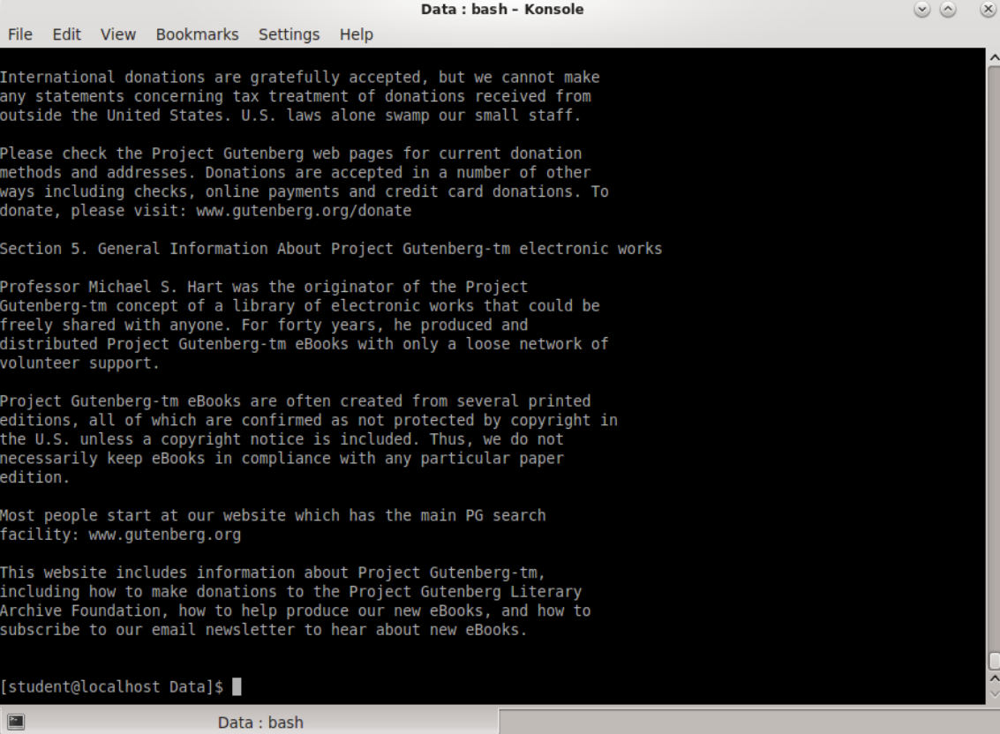 Data : bash – Konsole
File Edit View Bookmarks Settings Help
International donations are gratefully accepted, but we cannot make
any statements concerning tax treatment of donations received from
outside the United States. U.S. laws alone swamp our small staff.
Please check the Project Gutenberg web pages for current donation
methods and addresses. Donations are accepted in a number of other
ways including checks, online payments and credit card donations. To
donate, please visit: www.gutenberg.org/donate
Section 5. General Information About Project Gutenberg-tm electronic works
Professor Michael S. Hart was the originator of the Project
Gutenberg-tm concept of a library of electronic works that could be
freely shared with anyone. For forty years, he produced and
distributed Project Gutenberg-tm eBooks with only a loose network of
volunteer support.
Project Gutenberg-tm eBooks are often created from several printed
editions, all of which are confirmed as not protected by copyright in
the U.S. unless a copyright notice is included. Thus, we do not
necessarily keep eBooks in compliance with any particular paper
edition.
Most people start at our website which has the main PG search
facility: www.gutenberg.org
This website includes information about Project Gutenberg-tm,
including how to make donations to the Project Gutenberg Literary
Archive Foundation, how to help produce our new eBooks, and how to
subscribe to our email newsletter to hear about new eBooks.
[student@localhost Data]$
Data : bash